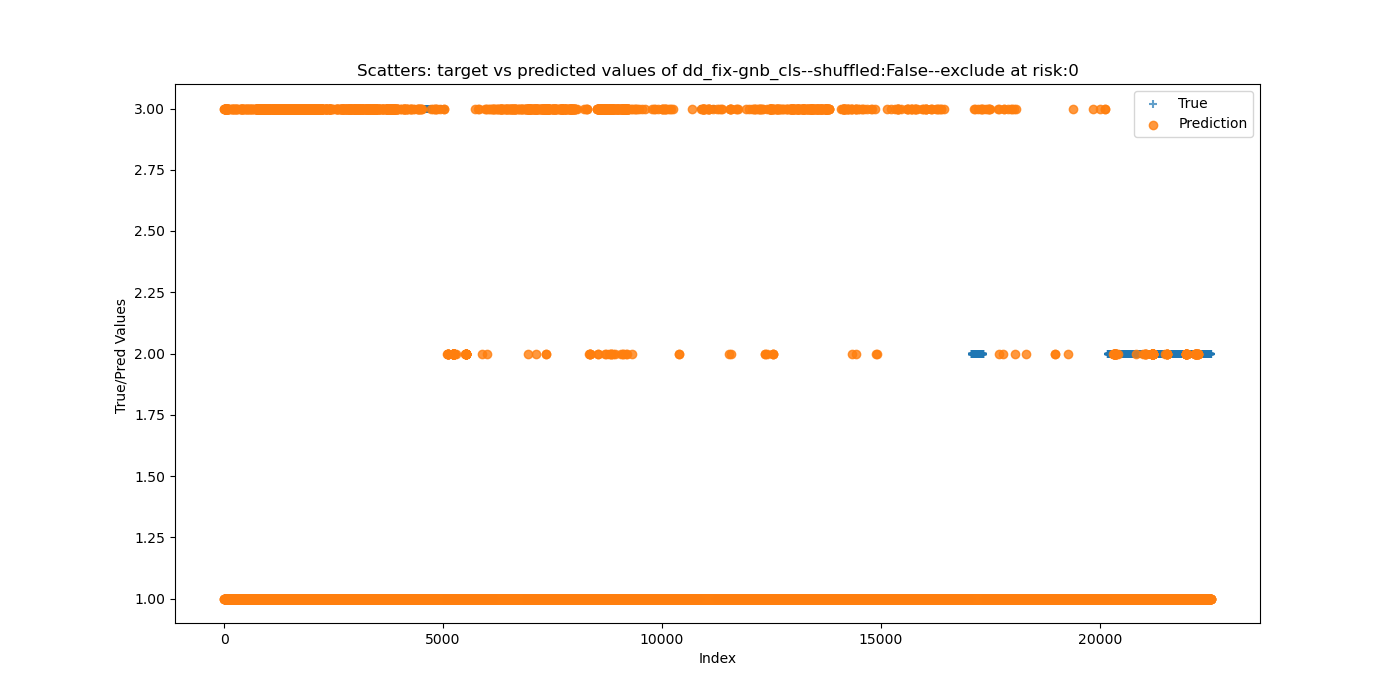 Scatters: target vs predicted values of dd_fix-gnb_cls--shuffled:False--exclude at risk:0
True
Prediction
True/Pred Values
3.00
2.75
2.50
2.25
2.00
1.75
1.50
1.25
1.00
0
5000
10000
15000
20000
Index